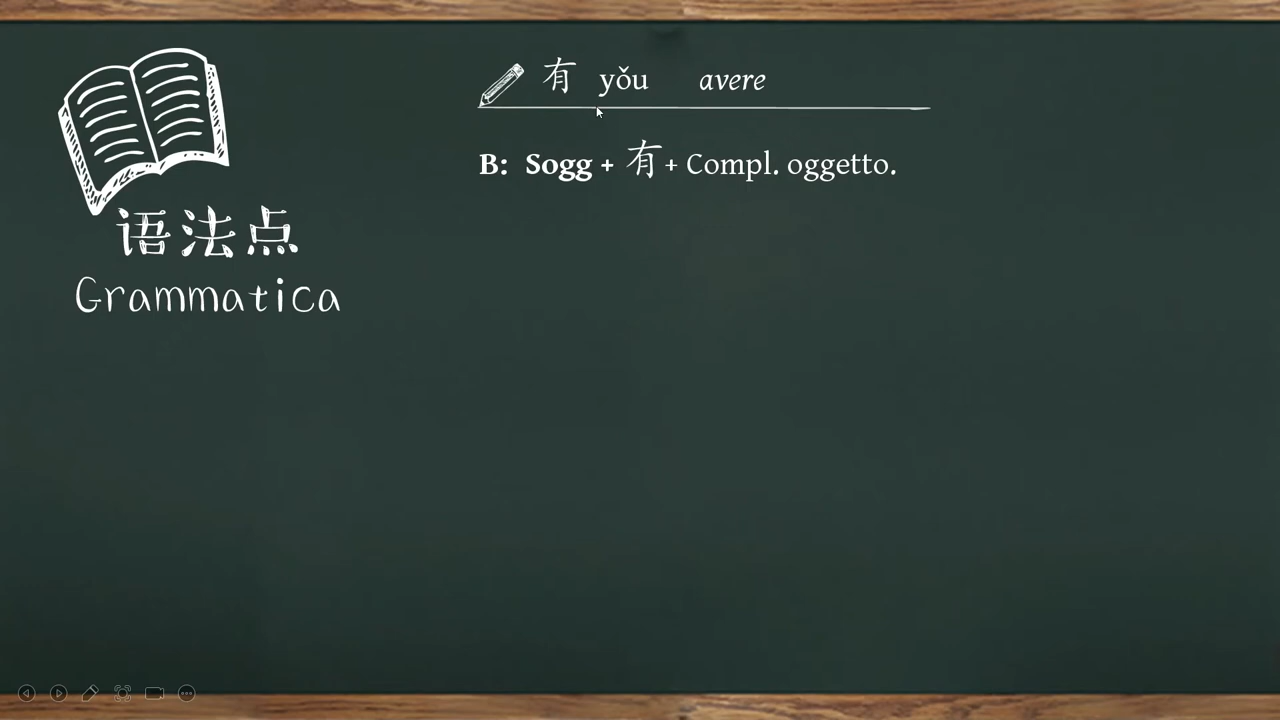 语法点
Grammatica
有 yǒu avere
B: Sogg + 有 + Compl. oggetto.